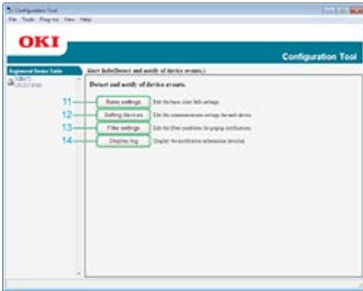 Configuration Tool
File Tools Plug-ins View Help
OKI
Configuration Tool
Registered Device Table
Alert Info(Detect and notify of device events.)
Detect and notify of device events.
11 Basic settings Edit the basic client field settings.
12 Setting devices Edit the communication settings for each device.
13 Filter settings Edit the filter conditions for popup notifications.
14 Display log Display the notification information detected.